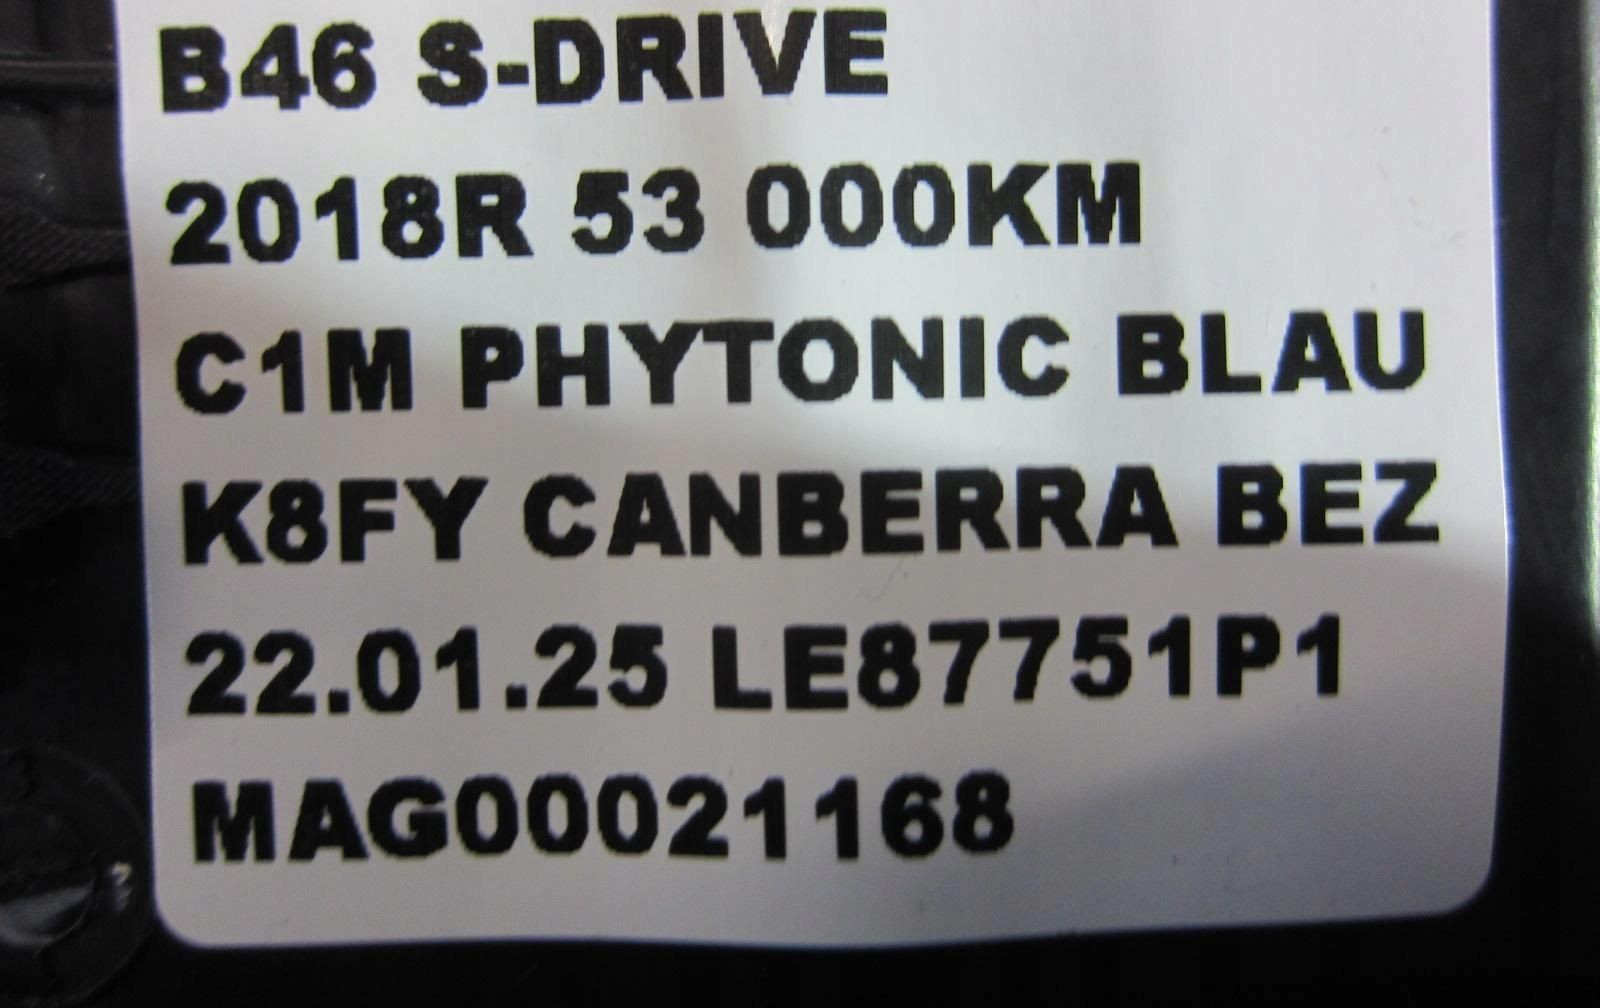 B46 S-DRIVE
2018R 53 000KM
C1M PHYTONIC BLAU
K8FY CANBERRA BEZ
22.01.25 LE87751P1
MAG00021168